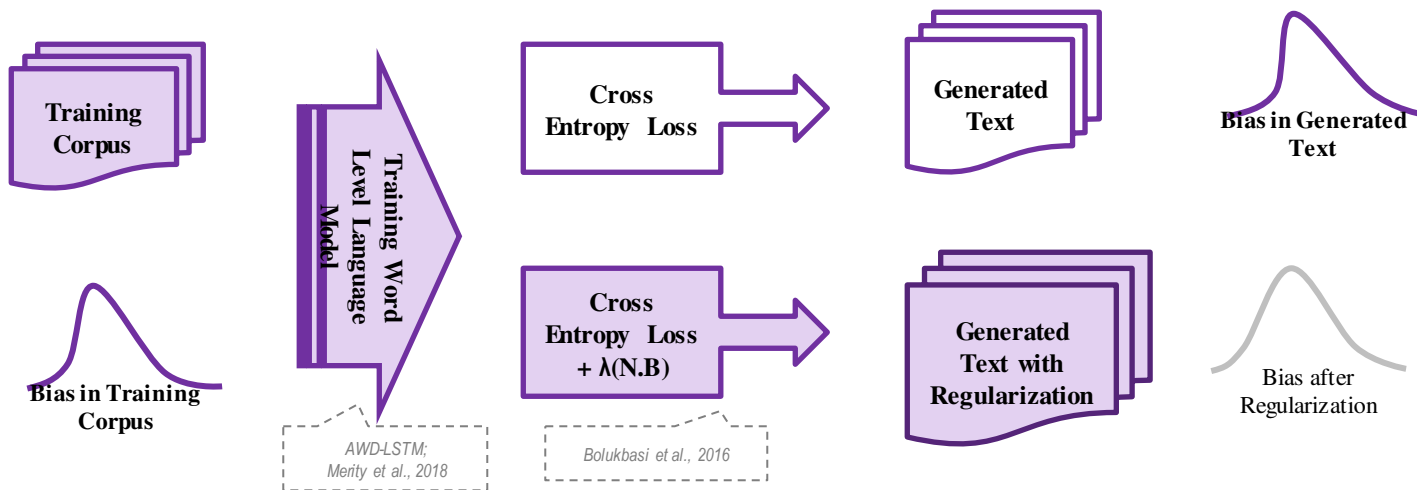 Training
Corpus
Bias in Training
Corpus
Training Word
Level Language
Model
AWD-LSTM;
Merity et al., 2018
Cross
Entropy Loss
Cross
Entropy Loss
+ λ(N.B)
Bolukbasi et al., 2016
Generated
Text
Bias in Generated
Text
Generated
Text with
Regularization
Bias after
Regularization